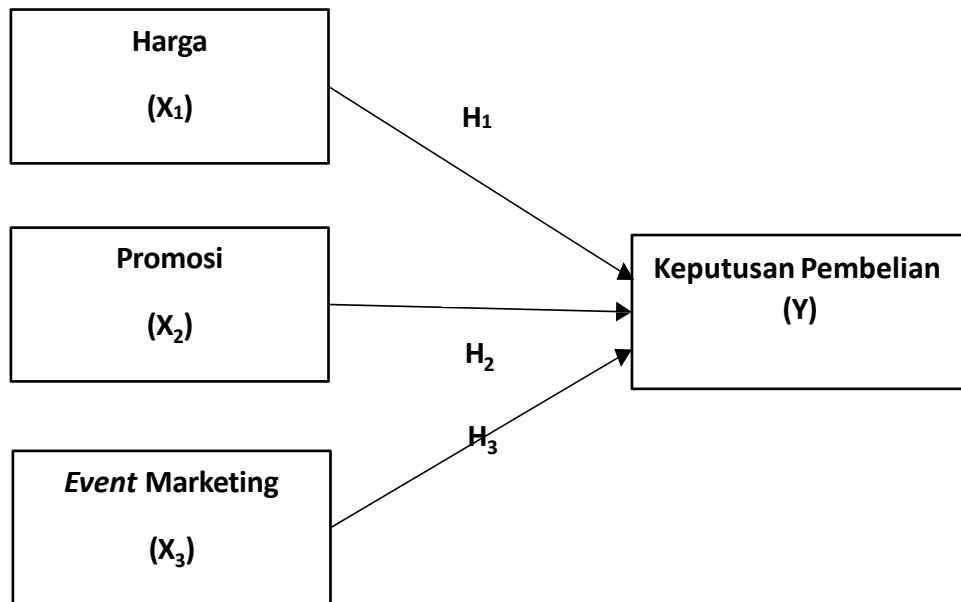 Harga
(X₁)
H₁
Promosi
(X₂)
Keputusan Pembelian
(Y)
H₂
H₃
Event Marketing
(X₃)